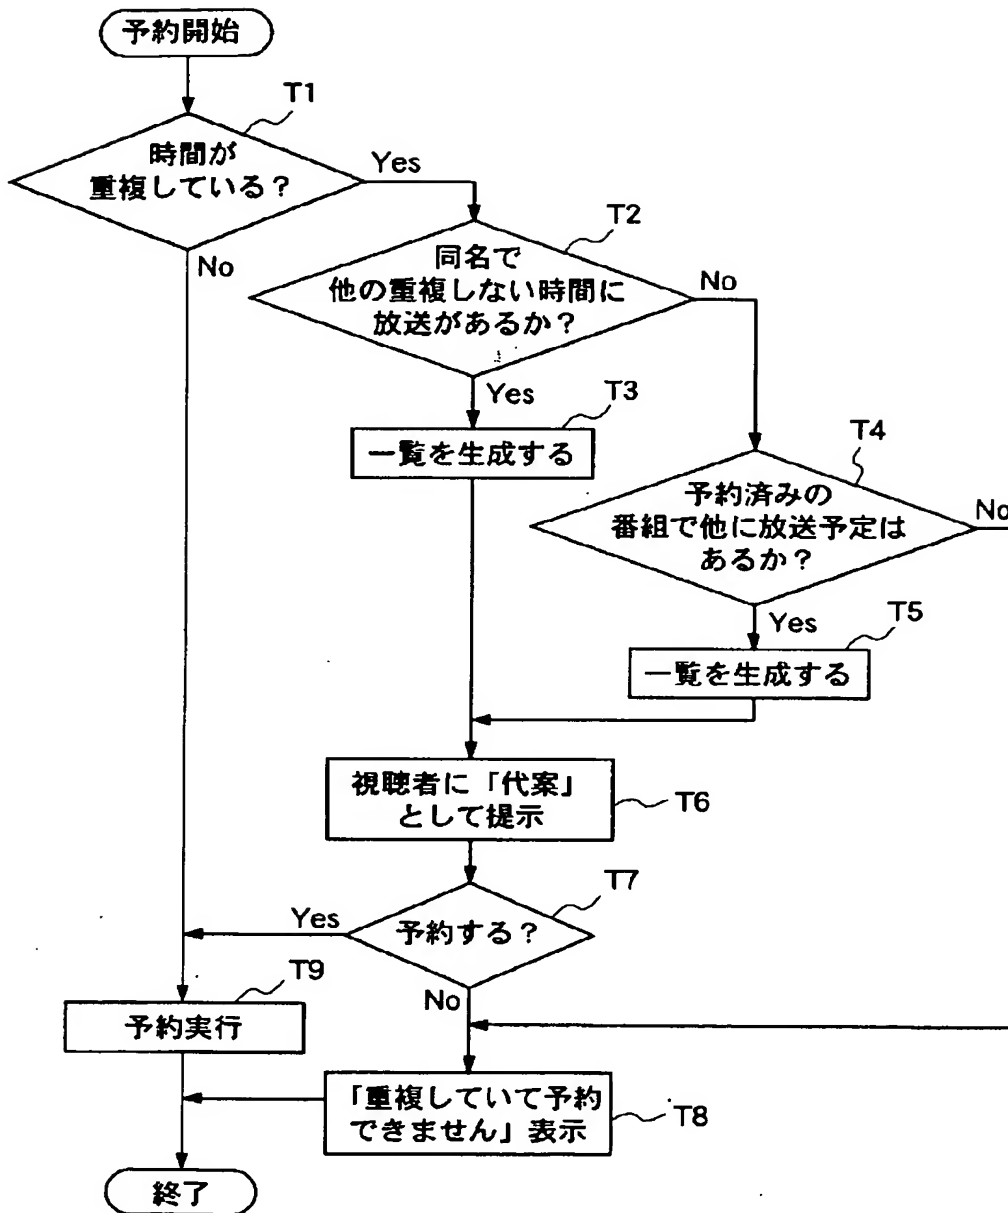 予約開始
T1
時間が
重複している？
Yes
No
T2
同名で
他の重複しない時間に
放送があるか？
No
Yes
T3
一覧を生成する
T4
予約済みの
番組で他に放送予定は
あるか？
No
Yes
T5
一覧を生成する
視聴者に「代案」
として提示
T6
T7
予約する？
Yes
No
T9
予約実行
「重複していて予約
できません」表示
T8
終了